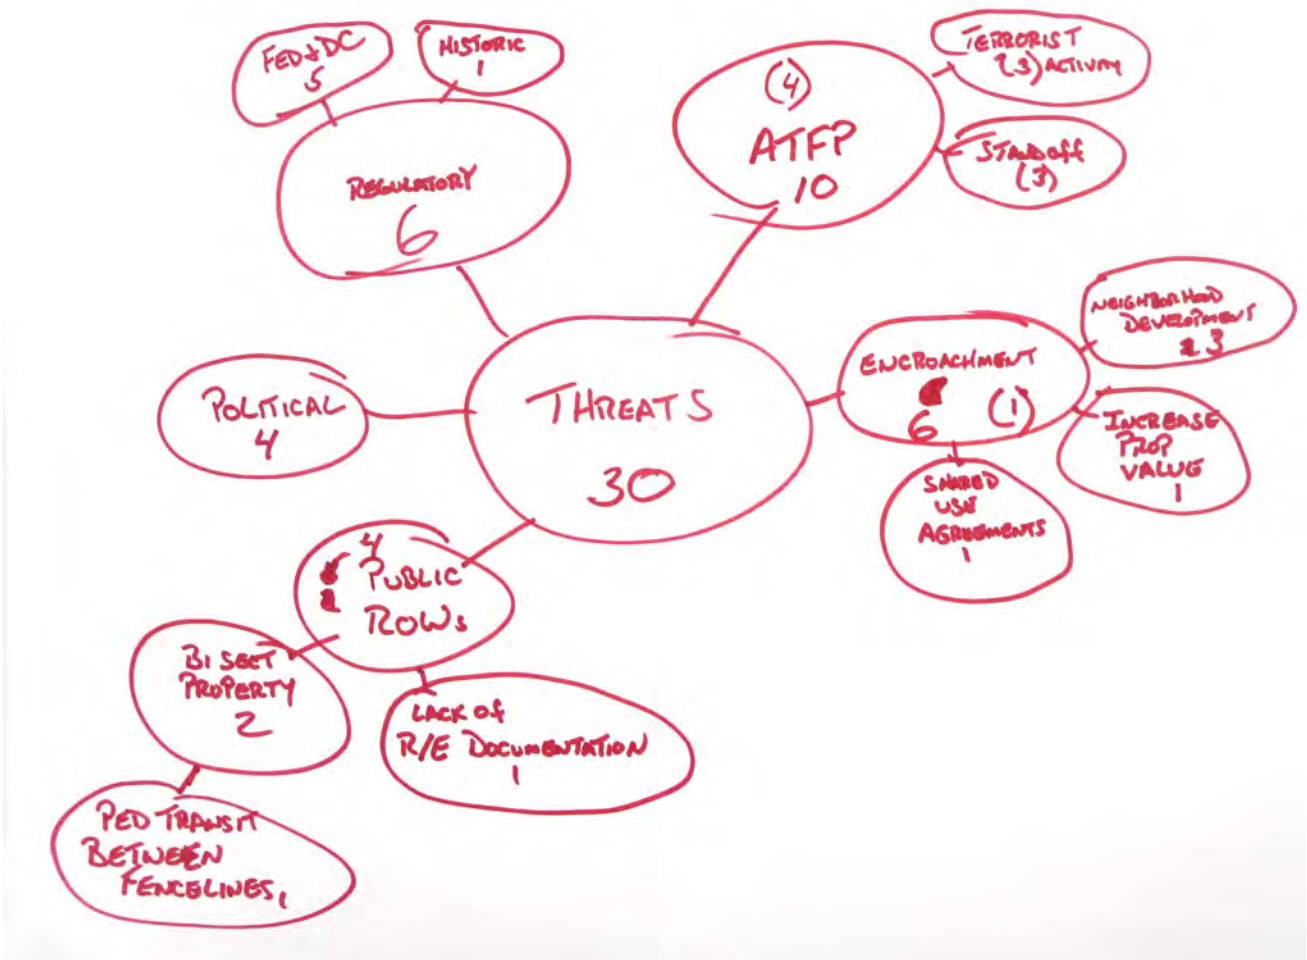 FED+DC
5
HISTORIC
1
REGULATORY
6
(4)
ATFP
10
TERRORIST
(3) ACTIVITY
STANDOFF
(3)
THREATS
30
ENCROACHMENT
6 (1)
NEIGHBORHOOD
DEVELOPMENT
3
INCREASE
PROP
VALUE
1
SHARED
USE
AGREEMENTS
1
POLITICAL
4
4
PUBLIC
ROWs
BISECT
PROPERTY
2
LACK OF
R/E DOCUMENTATION
1
PED TRANSIT
BETWEEN
FENCELINES 1